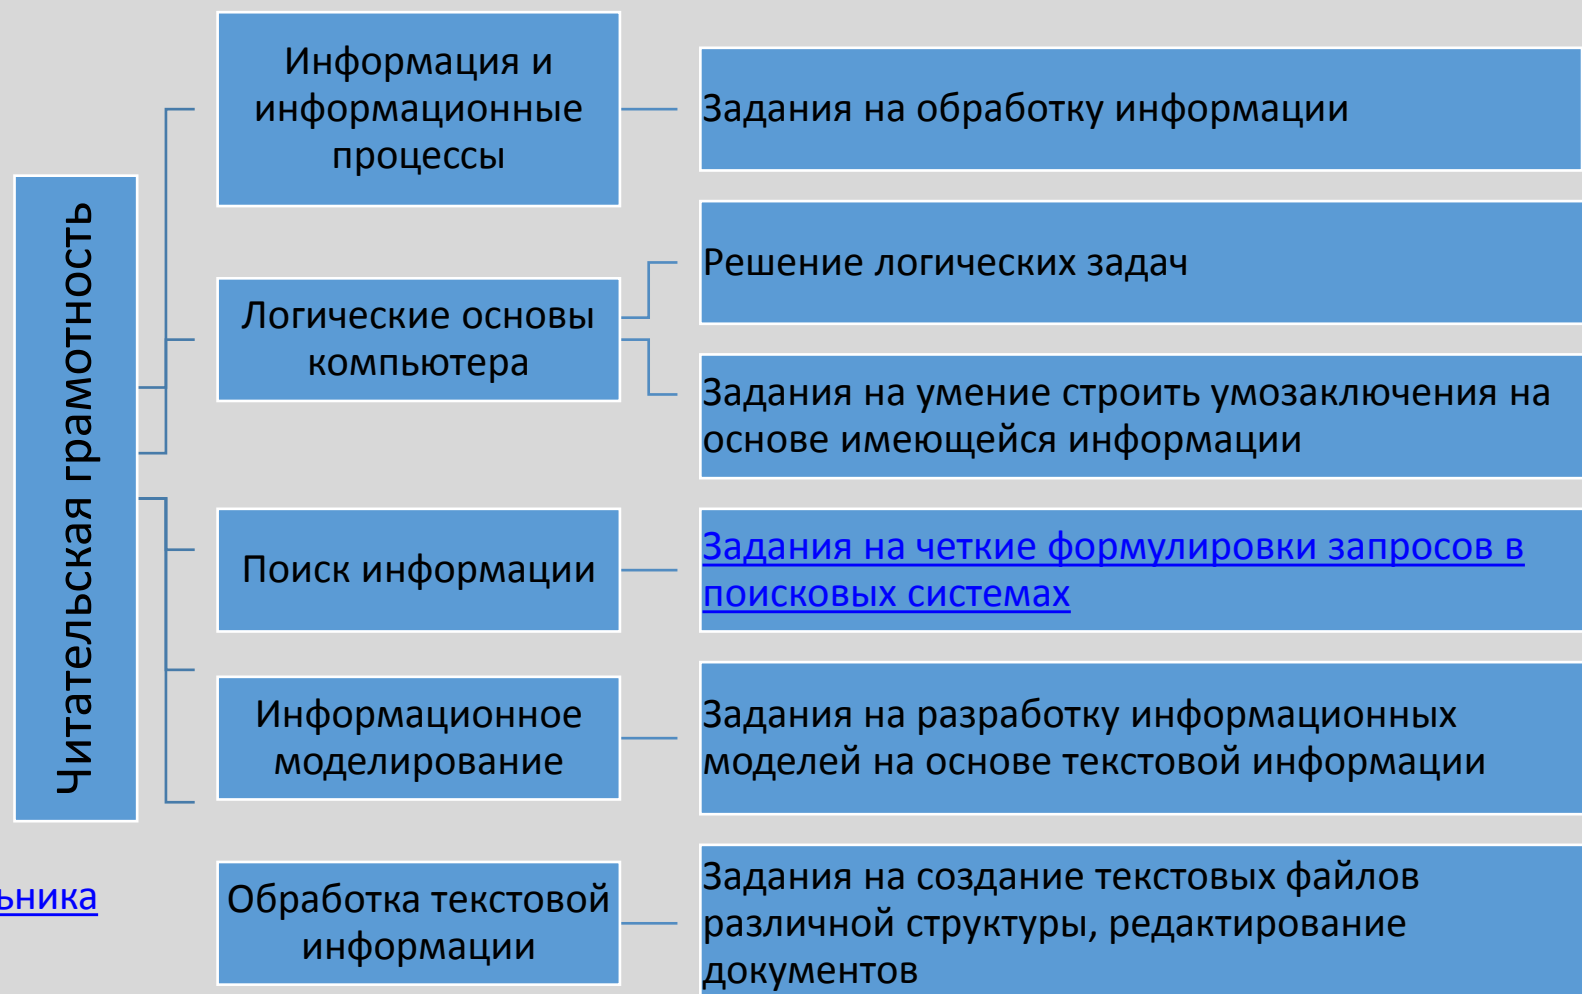 Читательская грамотность
Информация и
информационные
процессы
Задания на обработку информации
Логические основы
компьютера
Решение логических задач
Задания на умение строить умозаключения на
основе имеющейся информации
Поиск информации
Задания на четкие формулировки запросов в
поисковых системах
Информационное
моделирование
Задания на разработку информационных
моделей на основе текстовой информации
Обработка текстовой
информации
Задания на создание текстовых файлов
различной структуры, редактирование
документов